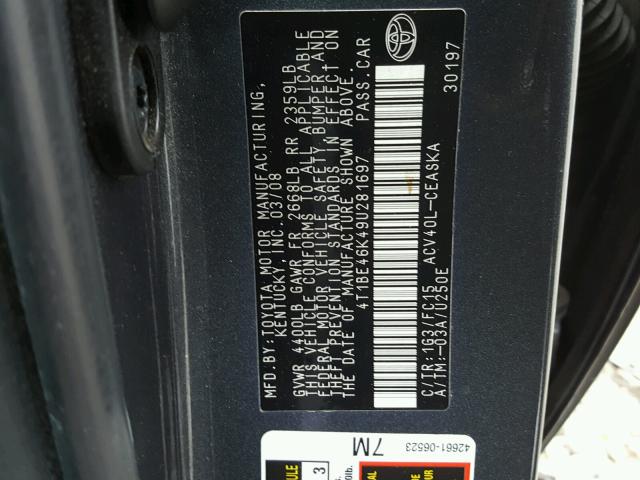 MFD.BY:TOYOTA MOTOR MANUFACTURING,
KENTUCKY,INC.03/08
GVWR 4400LB GAWR FR 2668LB RR 2359LB
THIS VEHICLE CONFORMS TO ALL APPLICABLE
FEDERAL MOTOR VEHICLE SAFETY,BUMPER AND
THEFT PREVENTION STANDARDS IN EFFECT ON
THE DATE OF MANUFACTURE SHOWN ABOVE.
4T1BE46K49U281697 PASS.CAR
C/TR:1G3/FC15 ACV40L-CEASKA
A/TM:-03A/U250E 30197
42661-06523
7M
3